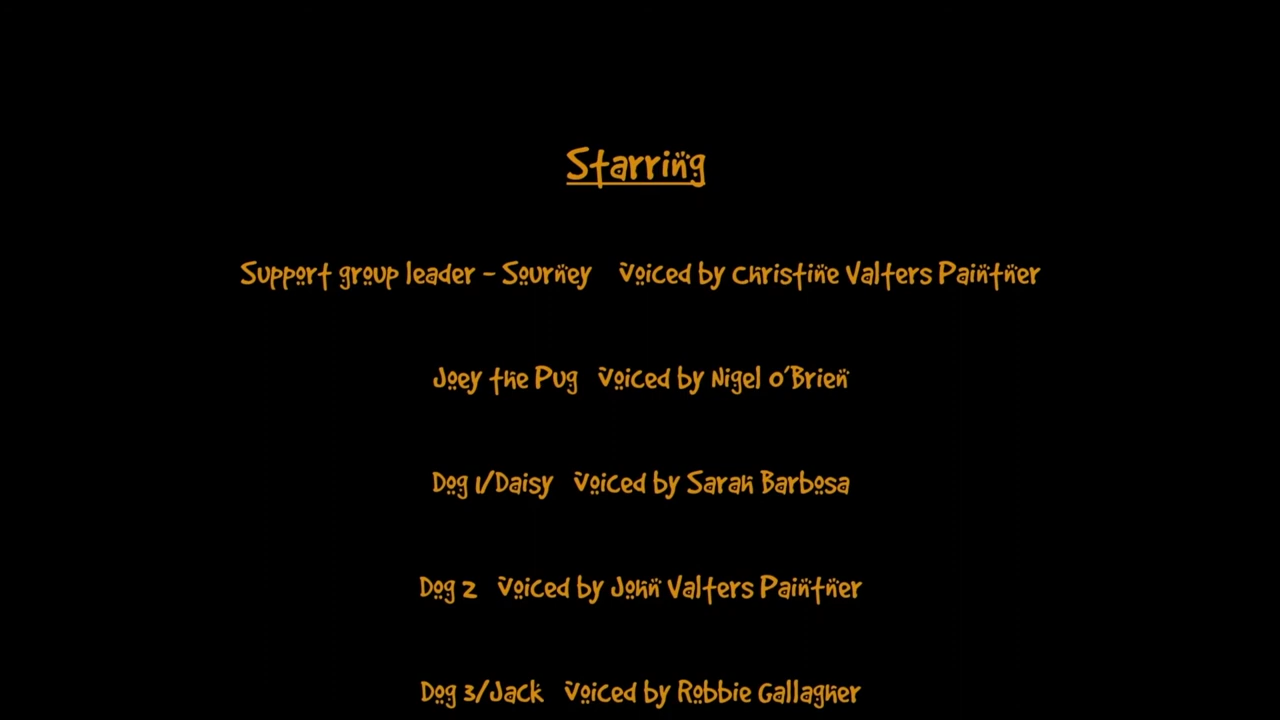 Starring
Support group leader - Sourney Voiced by Christine Valters Paintner
Joey the Pug Voiced by Nigel O'Brien
Dog 1/Daisy Voiced by Sarah Barbosa
Dog 2 Voiced by John Valters Paintner
Dog 3/Jack Voiced by Robbie Gallagher